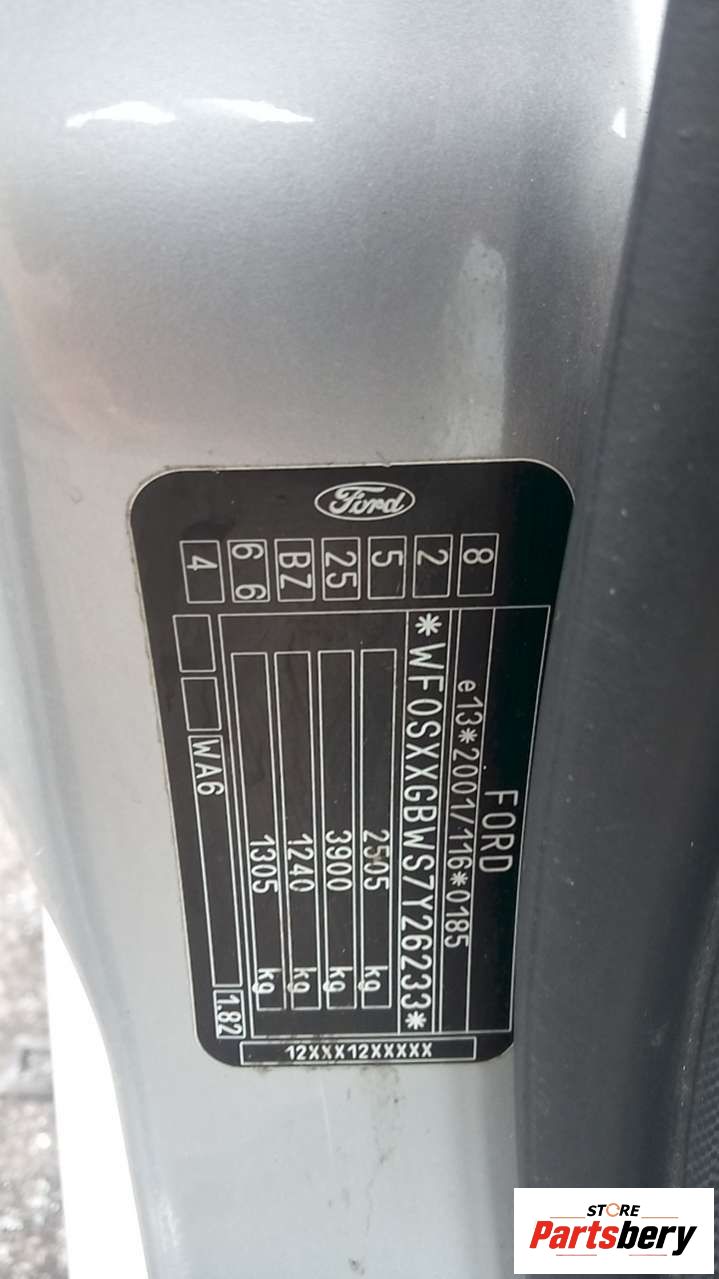 Ford
8
2
5
25
BZ
6 6
4
FORD
e13*2001/116*0185
*WF0SXXGBWS7Y26233*
2505 kg
3900 kg
1240 kg
1305 kg
WA6
1.82
12XXX12XXXXX
STORE
Partsbery